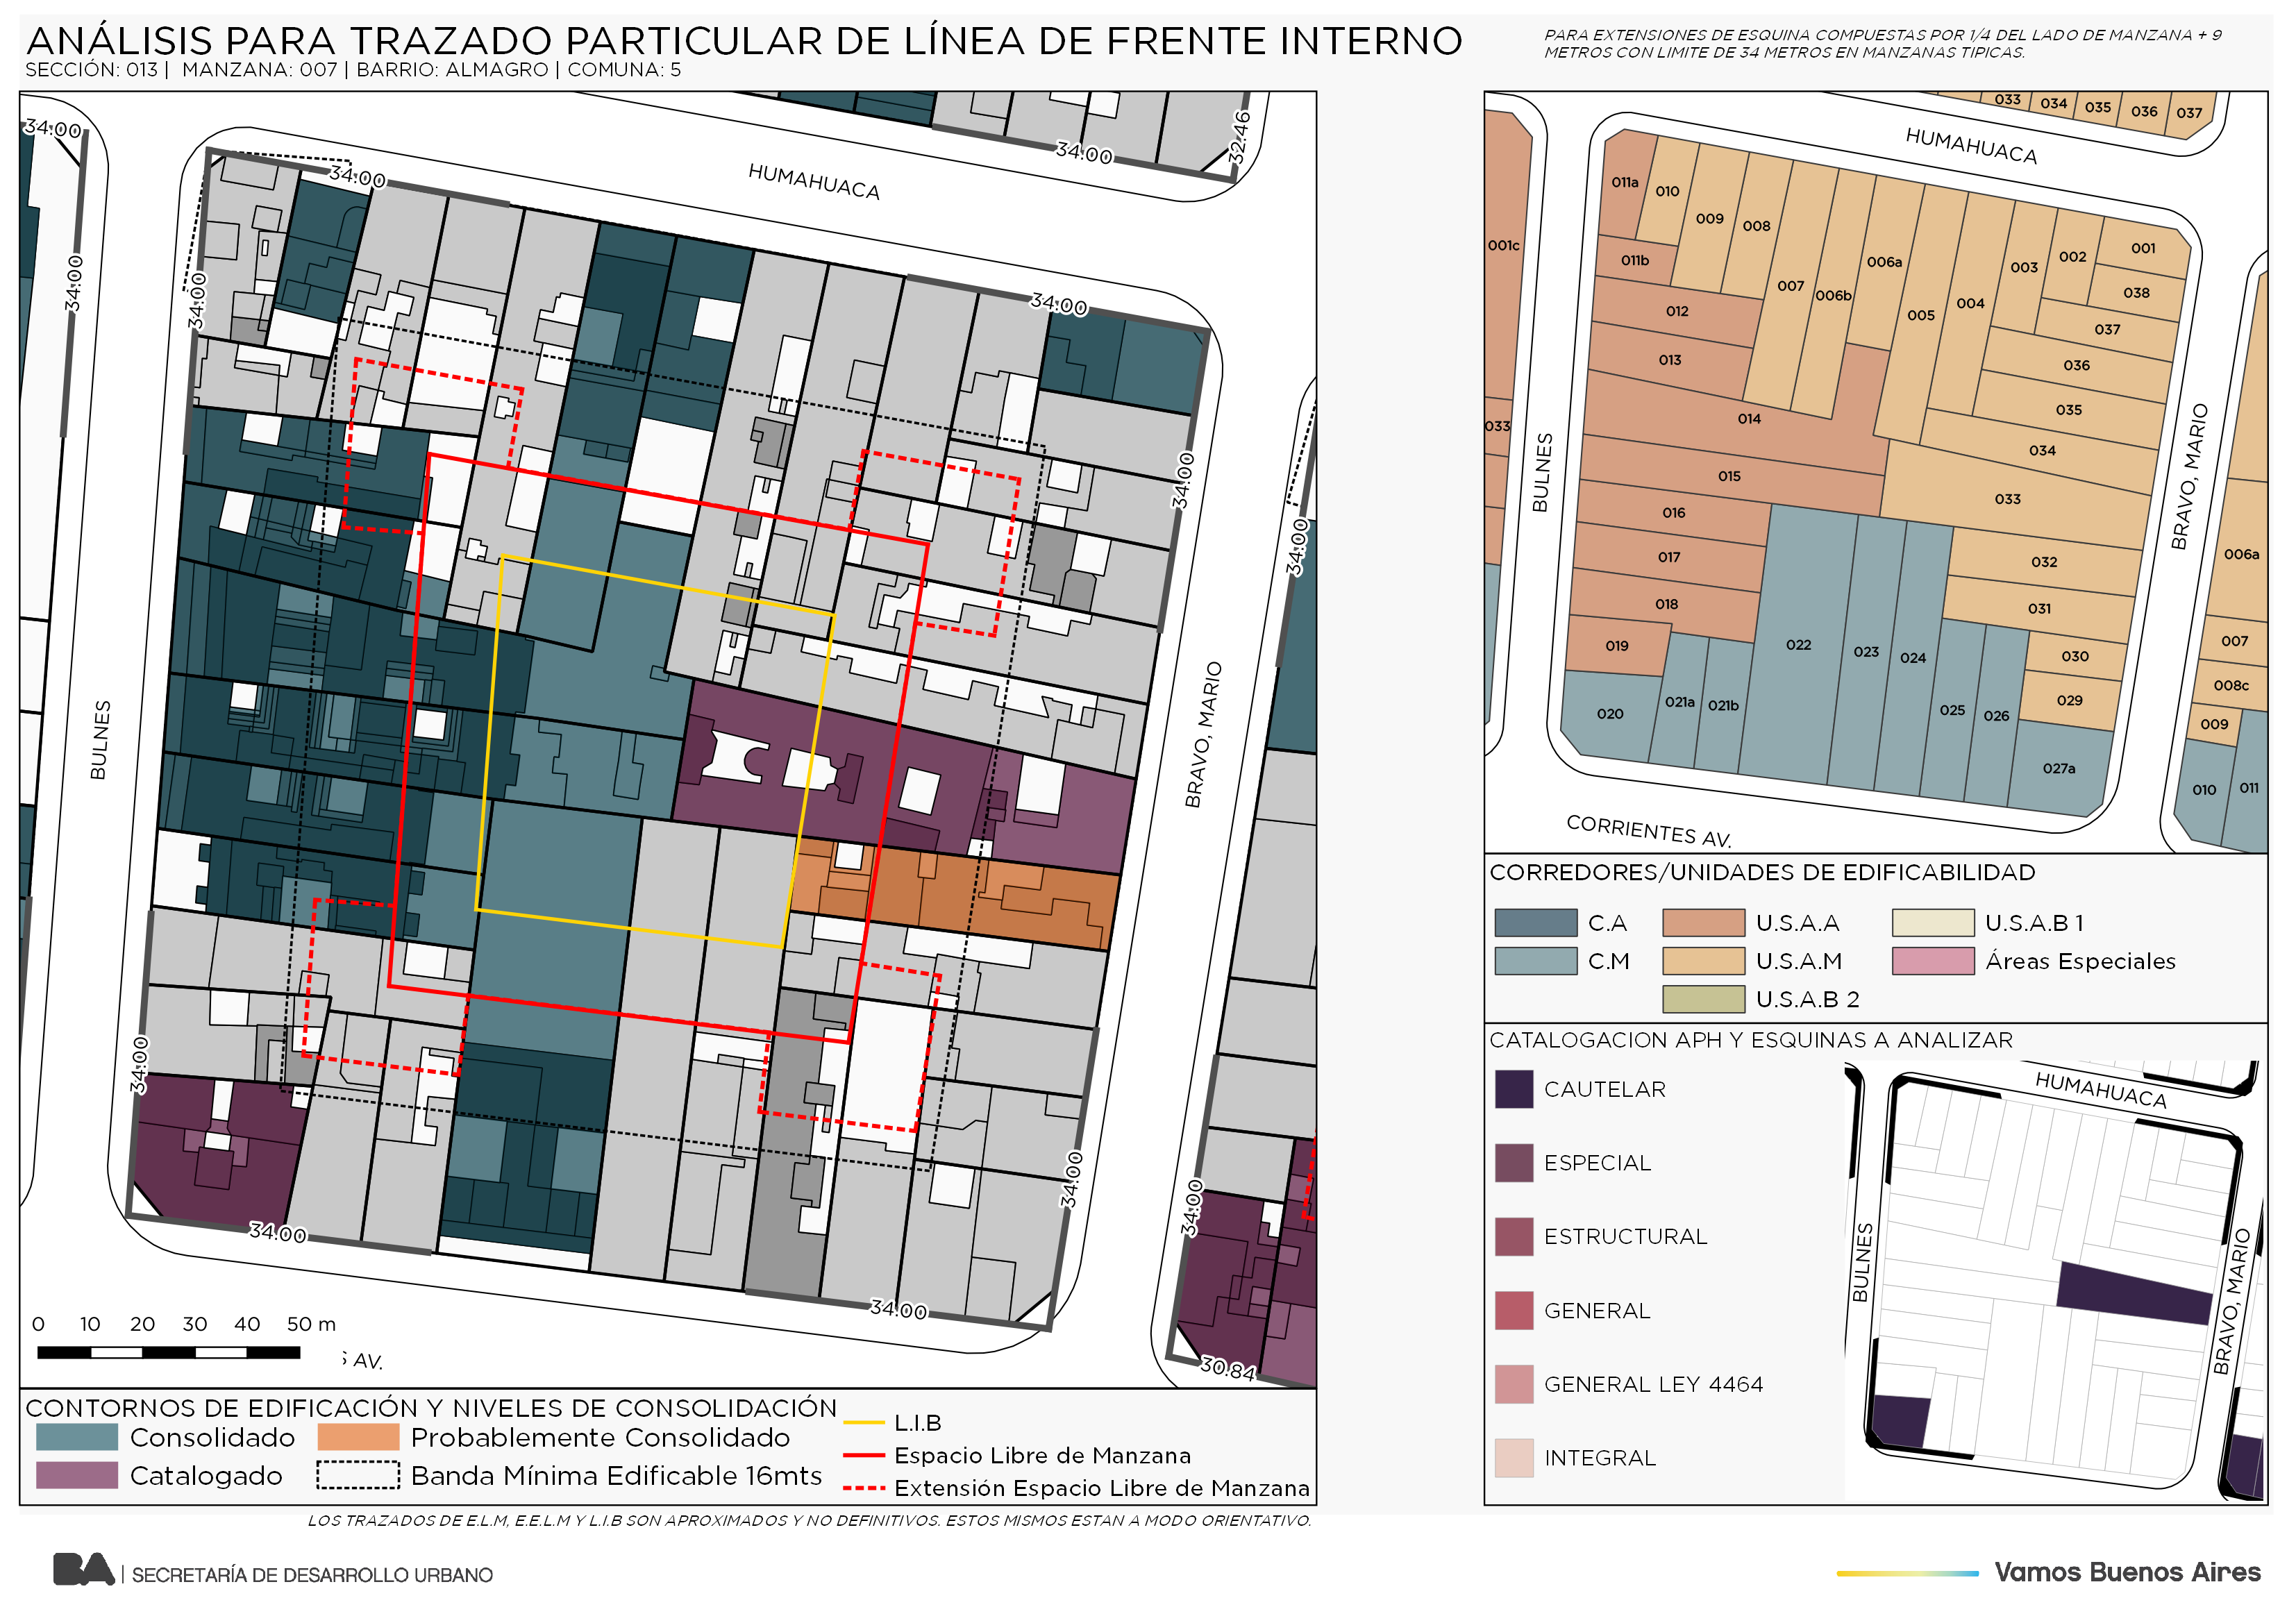 ANÁLISIS PARA TRAZADO PARTICULAR DE LÍNEA DE FRENTE INTERNO
SECCIÓN: 013 | MANZANA: 007 | BARRIO: ALMAGRO | COMUNA: 5
PARA EXTENSIONES DE ESQUINA COMPUESTAS POR 1/4 DEL LADO DE MANZANA + 9
METROS CON LIMITE DE 34 METROS EN MANZANAS TIPICAS.
34.00
34.00
34.00
34.00
HUMAHUACA
34.00
32.46
34.00
34.00
34.00
BULNES
BRAVO, MARIO
34.00
34.00
34.00
34.00
34.00
34.00
30.84
0 10 20 30 40 50 m
S AV.
CONTORNOS DE EDIFICACIÓN Y NIVELES DE CONSOLIDACIÓN
Consolidado
Probablemente Consolidado
Catalogado
Banda Mínima Edificable 16mts
L.I.B
Espacio Libre de Manzana
Extensión Espacio Libre de Manzana
LOS TRAZADOS DE E.L.M, E.E.L.M Y L.I.B SON APROXIMADOS Y NO DEFINITIVOS. ESTOS MISMOS ESTAN A MODO ORIENTATIVO.
033 034 035 036 037
HUMAHUACA
001c
033
011a
010
009
008
007
006b
006a
005
004
003
002
001
038
037
036
035
034
033
011b
012
013
014
015
016
017
018
019
020
021a
021b
022
023
024
025
026
027a
029
030
031
032
BULNES
BRAVO, MARIO
CORRIENTES AV.
006a
007
008c
009
010
011
CORREDORES/UNIDADES DE EDIFICABILIDAD
C.A
U.S.A.A
U.S.A.B 1
C.M
U.S.A.M
Áreas Especiales
U.S.A.B 2
CATALOGACION APH Y ESQUINAS A ANALIZAR
CAUTELAR
ESPECIAL
ESTRUCTURAL
GENERAL
GENERAL LEY 4464
INTEGRAL
HUMAHUACA
BULNES
BRAVO, MARIO
BA | SECRETARÍA DE DESARROLLO URBANO
Vamos Buenos Aires